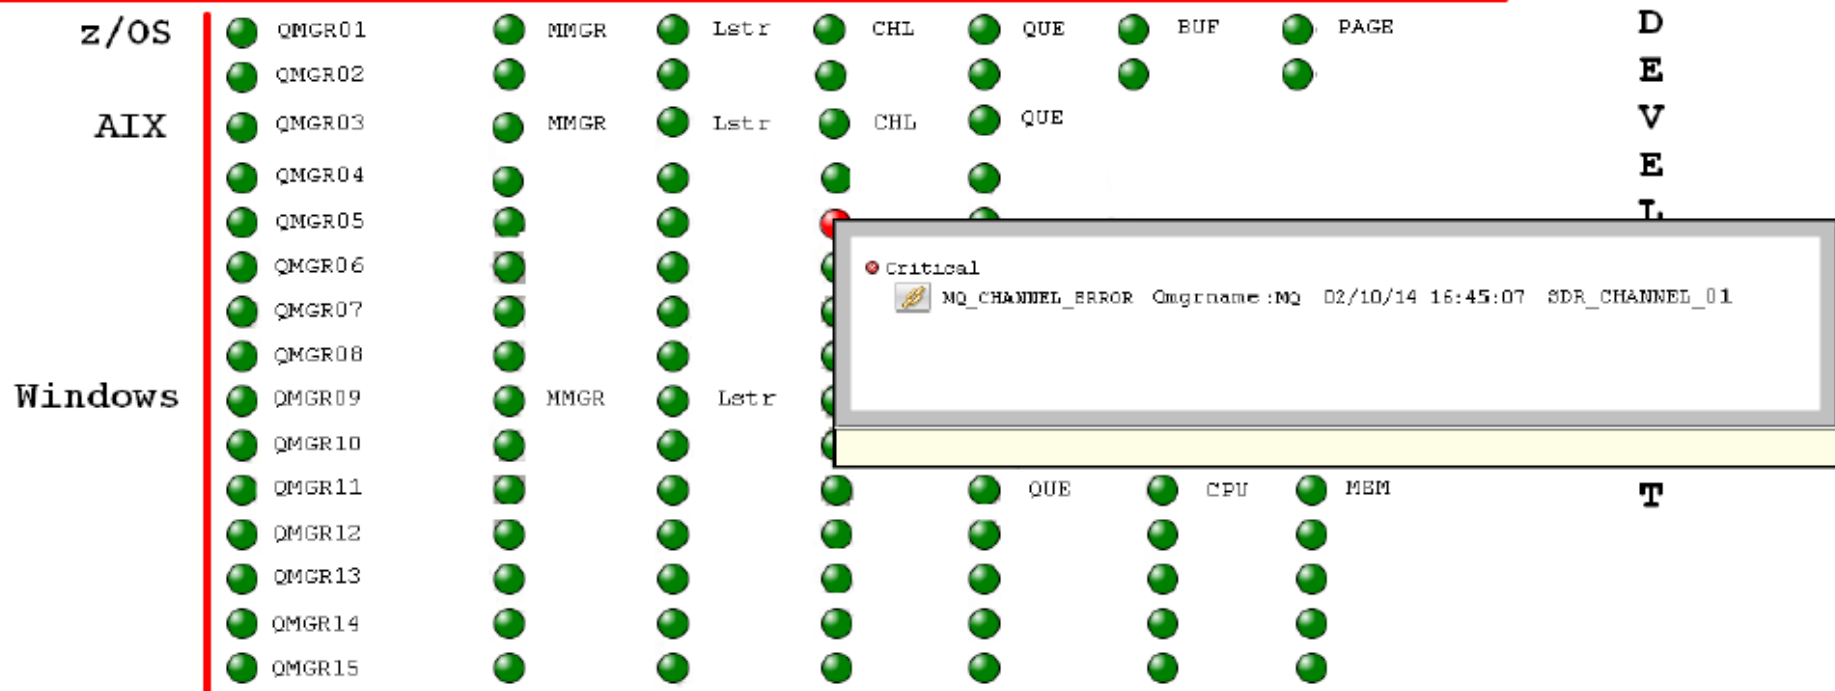 z/OS QMGR01 MMGR Lstr CHL QUE BUF PAGE D
QMGR02 E
AIX QMGR03 MMGR Lstr CHL QUE V
QMGR04 E
QMGR05 L
QMGR06 Critical
QMGR07 MQ_CHANNEL_ERROR Qmgrname:MQ 02/10/14 16:45:07 SDR_CHANNEL_01
QMGR08
Windows QMGR09 MMGR Lstr
QMGR10
QMGR11 QUE CPU MEM T
QMGR12
QMGR13
QMGR14
QMGR15